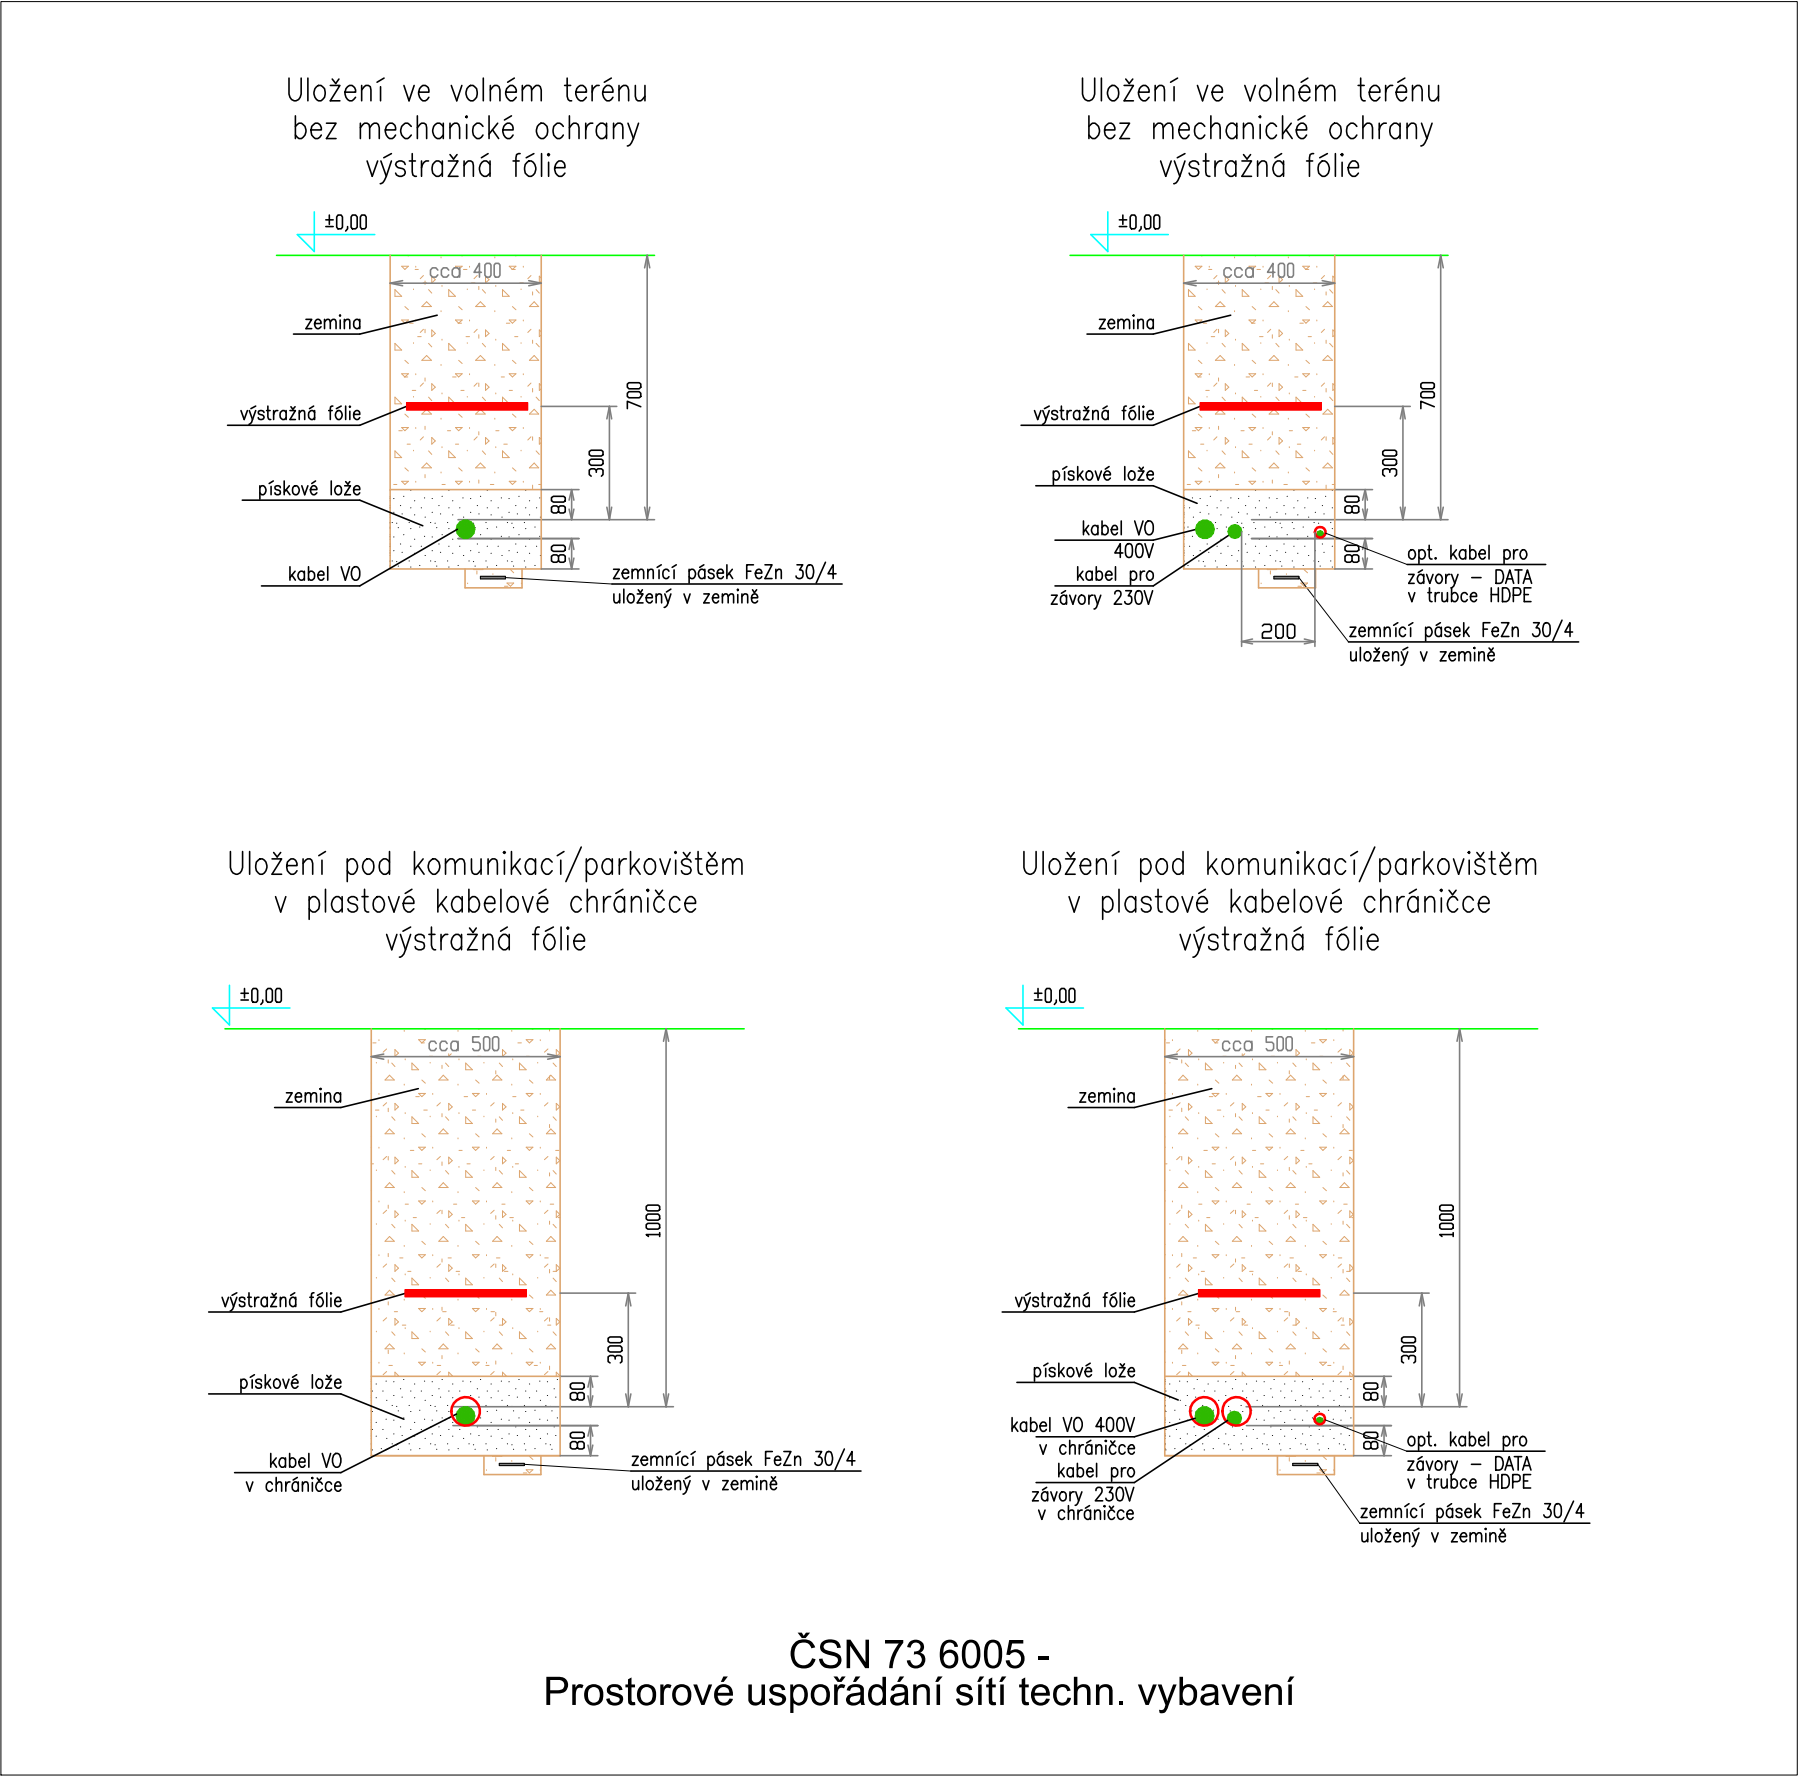 Uložení ve volném terénu
bez mechanické ochrany
výstražná fólie
±0,00
cca 400
zemina
700
výstražná fólie
300
pískové lože
80
80
kabel VO
zemnící pásek FeZn 30/4
uložený v zemině
Uložení ve volném terénu
bez mechanické ochrany
výstražná fólie
±0,00
cca 400
zemina
700
výstražná fólie
300
pískové lože
80
kabel VO
400V
80
opt. kabel pro
závory – DATA
v trubce HDPE
kabel pro
závory 230V
200
zemnící pásek FeZn 30/4
uložený v zemině
Uložení pod komunikací/parkovištěm
v plastové kabelové chráničce
výstražná fólie
±0,00
cca 500
zemina
1000
výstražná fólie
300
pískové lože
80
80
kabel VO
v chráničce
zemnící pásek FeZn 30/4
uložený v zemině
Uložení pod komunikací/parkovištěm
v plastové kabelové chráničce
výstražná fólie
±0,00
cca 500
zemina
1000
výstražná fólie
300
pískové lože
80
kabel VO 400V
v chráničce
80
opt. kabel pro
závory – DATA
v trubce HDPE
kabel pro
závory 230V
v chráničce
zemnící pásek FeZn 30/4
uložený v zemině
ČSN 73 6005 -
Prostorové uspořádání sítí techn. vybavení